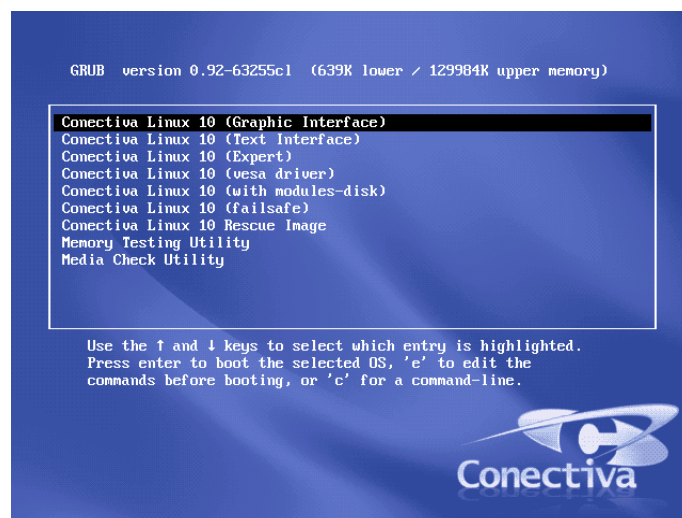 GRUB version 0.92-63255cl (639K lower / 129984K upper memory)
Conectiva Linux 10 (Graphic Interface)
Conectiva Linux 10 (Text Interface)
Conectiva Linux 10 (Expert)
Conectiva Linux 10 (vesa driver)
Conectiva Linux 10 (with modules-disk)
Conectiva Linux 10 (failsafe)
Conectiva Linux 10 Rescue Image
Memory Testing Utility
Media Check Utility
Use the ↑ and ↓ keys to select which entry is highlighted.
Press enter to boot the selected OS, 'e' to edit the
commands before booting, or 'c' for a command-line.
Conectiva